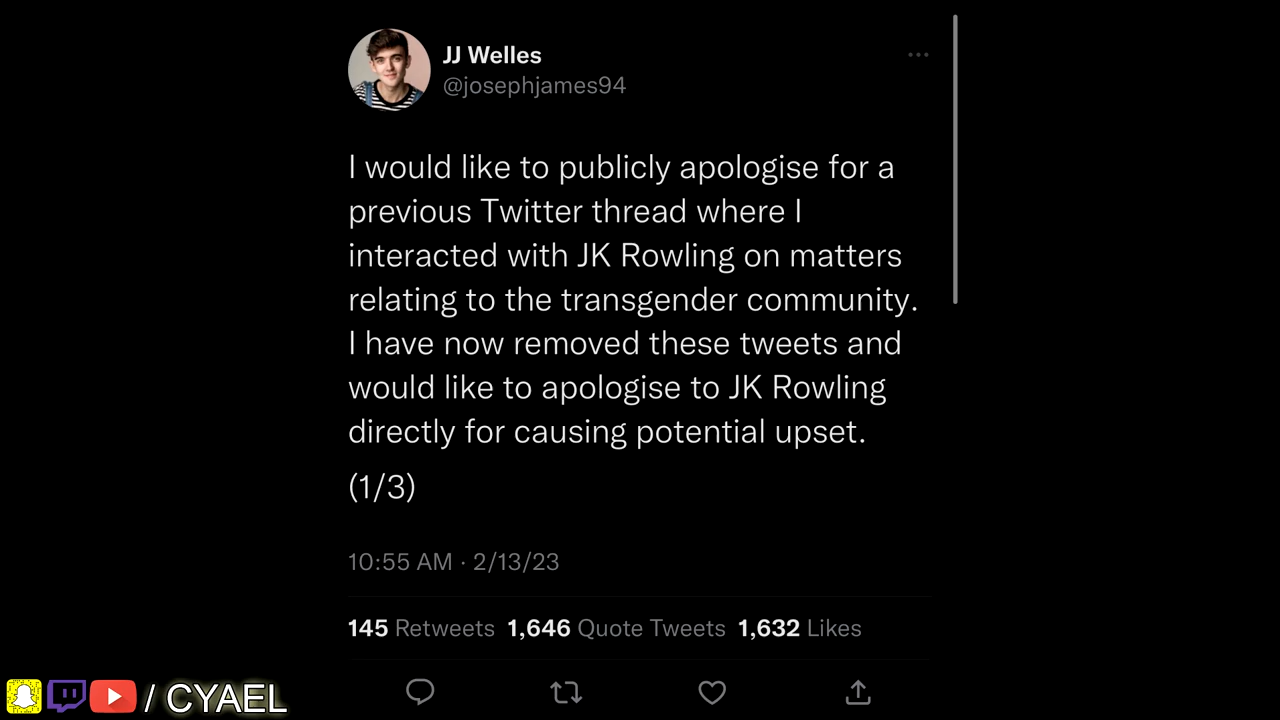 JJ Welles
@josephjames94
I would like to publicly apologise for a
previous Twitter thread where I
interacted with JK Rowling on matters
relating to the transgender community.
I have now removed these tweets and
would like to apologise to JK Rowling
directly for causing potential upset.
(1/3)
10:55 AM · 2/13/23
145 Retweets 1,646 Quote Tweets 1,632 Likes
/ CYAEL